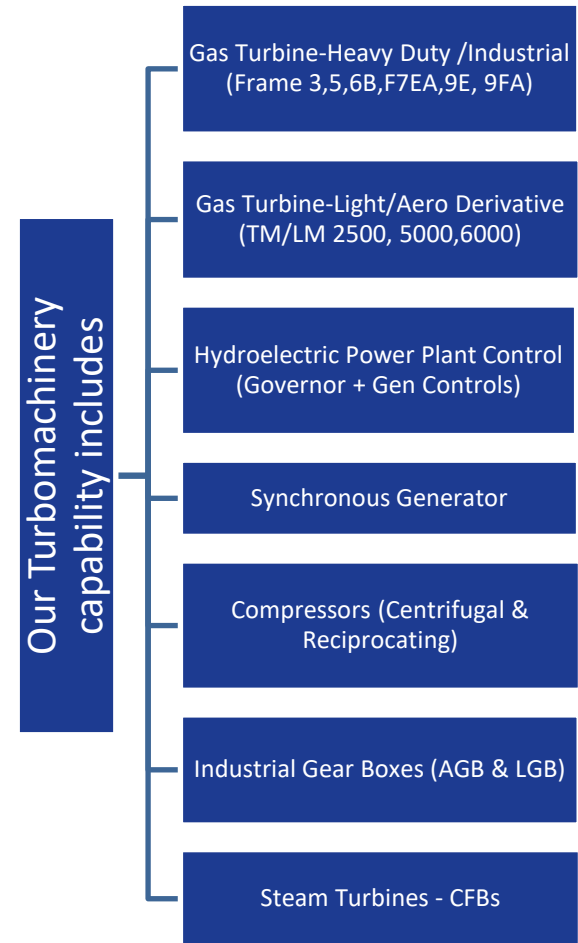 Our Turbomachinery
capability includes
Gas Turbine-Heavy Duty /Industrial
(Frame 3,5,6B,F7EA,9E, 9FA)
Gas Turbine-Light/Aero Derivative
(TM/LM 2500, 5000,6000)
Hydroelectric Power Plant Control
(Governor + Gen Controls)
Synchronous Generator
Compressors (Centrifugal &
Reciprocating)
Industrial Gear Boxes (AGB & LGB)
Steam Turbines - CFBs